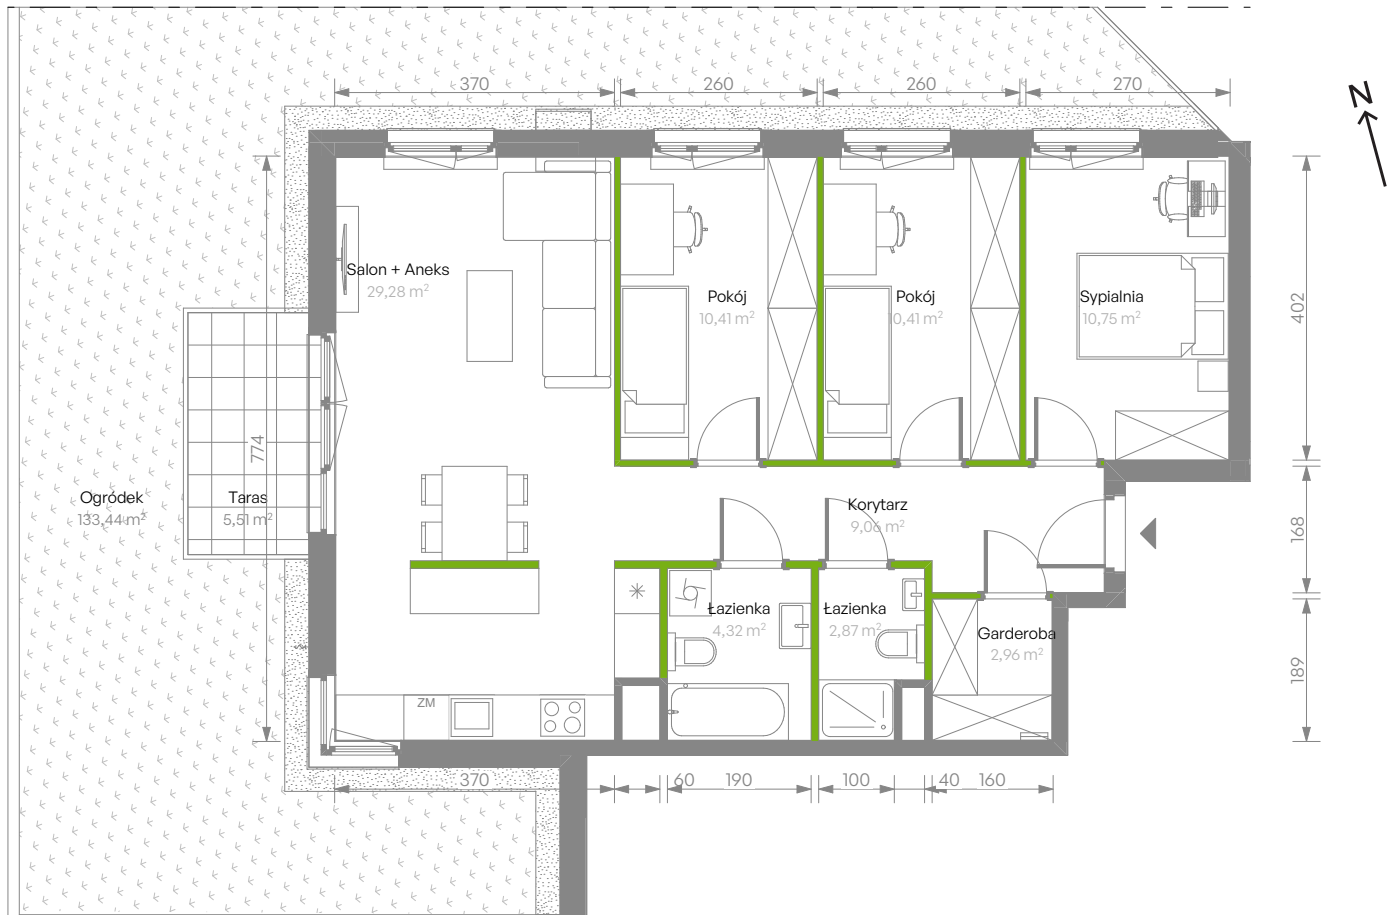 370
260
260
270
N
Salon + Aneks
29,28 m²
Pokój
10,41 m²
Pokój
10,41 m²
Sypialnia
10,75 m²
402
774
Ogródek
133,44 m²
Taras
5,51 m²
Korytarz
9,06 m²
168
Łazienka
4,32 m²
Łazienka
2,87 m²
Garderoba
2,96 m²
189
ZM
370
60
190
100
40
160